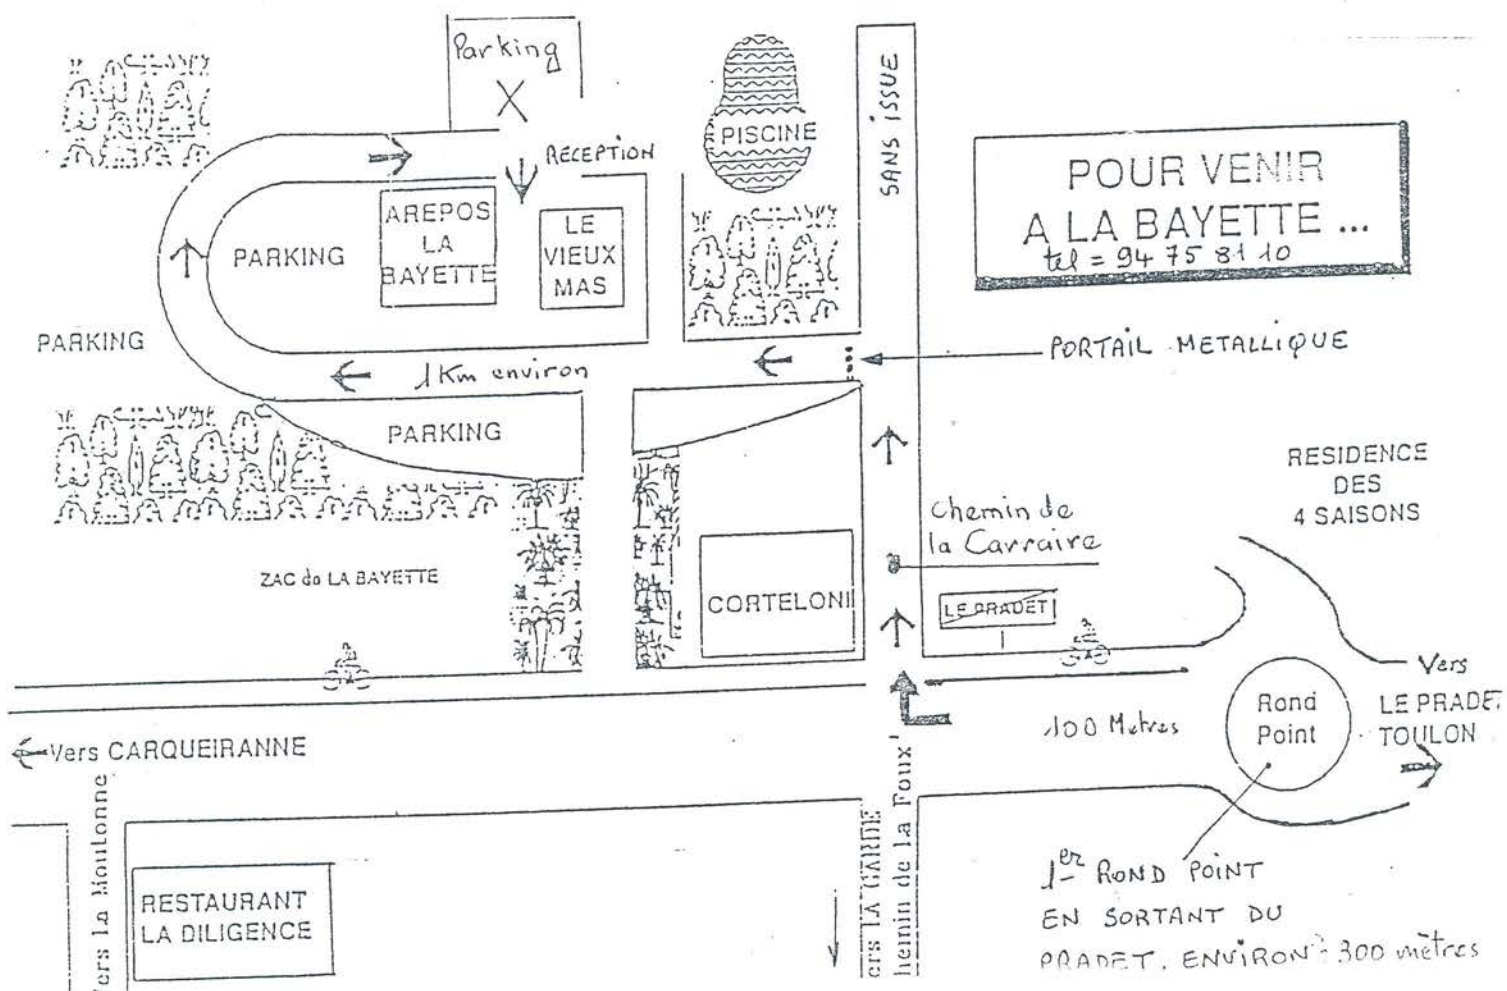 Parking
X
PISCINE
SANS ISSUE
RECEPTION
POUR VENIR
A LA BAYETTE ...
tel = 94 75 81 10
PARKING
AREPOS
LA
BAYETTE
LE
VIEUX
MAS
PARKING
PORTAIL METALLIQUE
1Km environ
PARKING
RESIDENCE
DES
4 SAISONS
Chemin de
la Carraire
ZAC de LA BAYETTE
CORTELONI
LE PRADET
Vers
LE PRADET
TOULON
Rond
Point
100 Metres
Vers CARQUEIRANNE
Vers La Moutonne
RESTAURANT
LA DILIGENCE
ers LA GARDE
hemin de la Foux'
1er ROND POINT
EN SORTANT DU
PRADET. ENVIRON 300 mètres